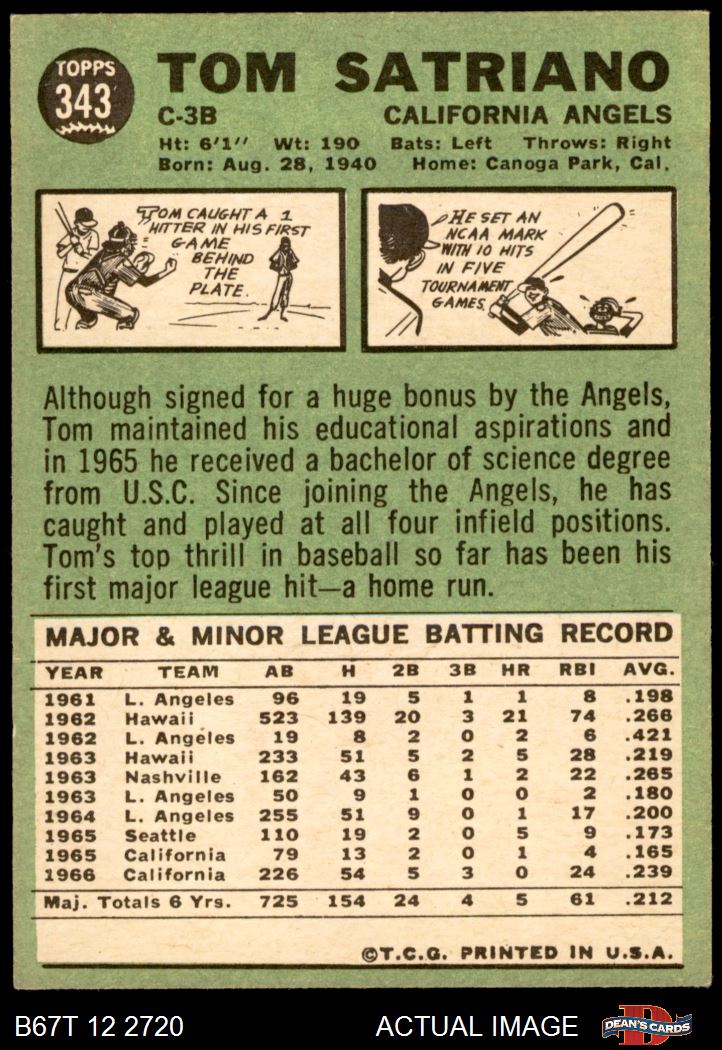 TOPPS
343
TOM SATRIANO
C-3B CALIFORNIA ANGELS
Ht: 6'1'' Wt: 190 Bats: Left Throws: Right
Born: Aug. 28, 1940 Home: Canoga Park, Cal.
TOM CAUGHT A 1
HITTER IN HIS FIRST
GAME
BEHIND
THE
PLATE.
HE SET AN
NCAA MARK
WITH 10 HITS
IN FIVE
TOURNAMENT
GAMES.
Although signed for a huge bonus by the Angels,
Tom maintained his educational aspirations and
in 1965 he received a bachelor of science degree
from U.S.C. Since joining the Angels, he has
caught and played at all four infield positions.
Tom's top thrill in baseball so far has been his
first major league hit—a home run.
MAJOR & MINOR LEAGUE BATTING RECORD
YEAR TEAM AB H 2B 3B HR RBI AVG.
1961 L. Angeles 96 19 5 1 1 8 .198
1962 Hawaii 523 139 20 3 21 74 .266
1962 L. Angeles 19 8 2 0 2 6 .421
1963 Hawaii 233 51 5 2 5 28 .219
1963 Nashville 162 43 6 1 2 22 .265
1963 L. Angeles 50 9 1 0 0 2 .180
1964 L. Angeles 255 51 9 0 1 17 .200
1965 Seattle 110 19 2 0 5 9 .173
1965 California 79 13 2 0 1 4 .165
1966 California 226 54 5 3 0 24 .239
Maj. Totals 6 Yrs. 725 154 24 4 5 61 .212
©T.C.G. PRINTED IN U.S.A.
B67T 12 2720 ACTUAL IMAGE
D
DEAN'S CARDS